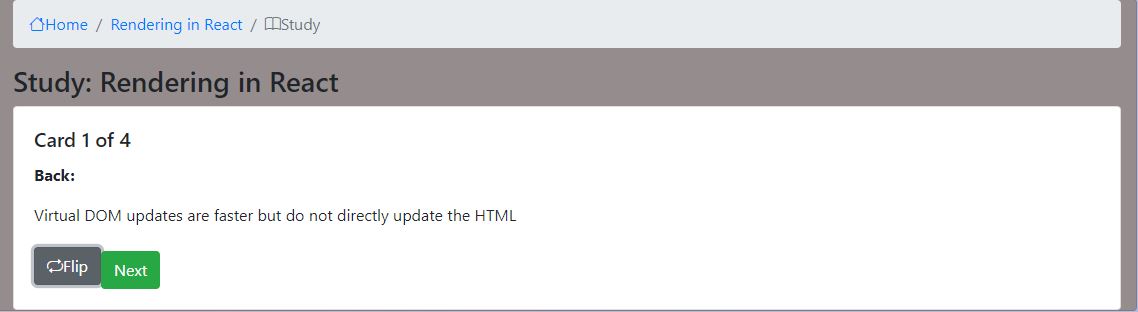 Home / Rendering in React / Study
Study: Rendering in React
Card 1 of 4
Back:
Virtual DOM updates are faster but do not directly update the HTML
Flip Next